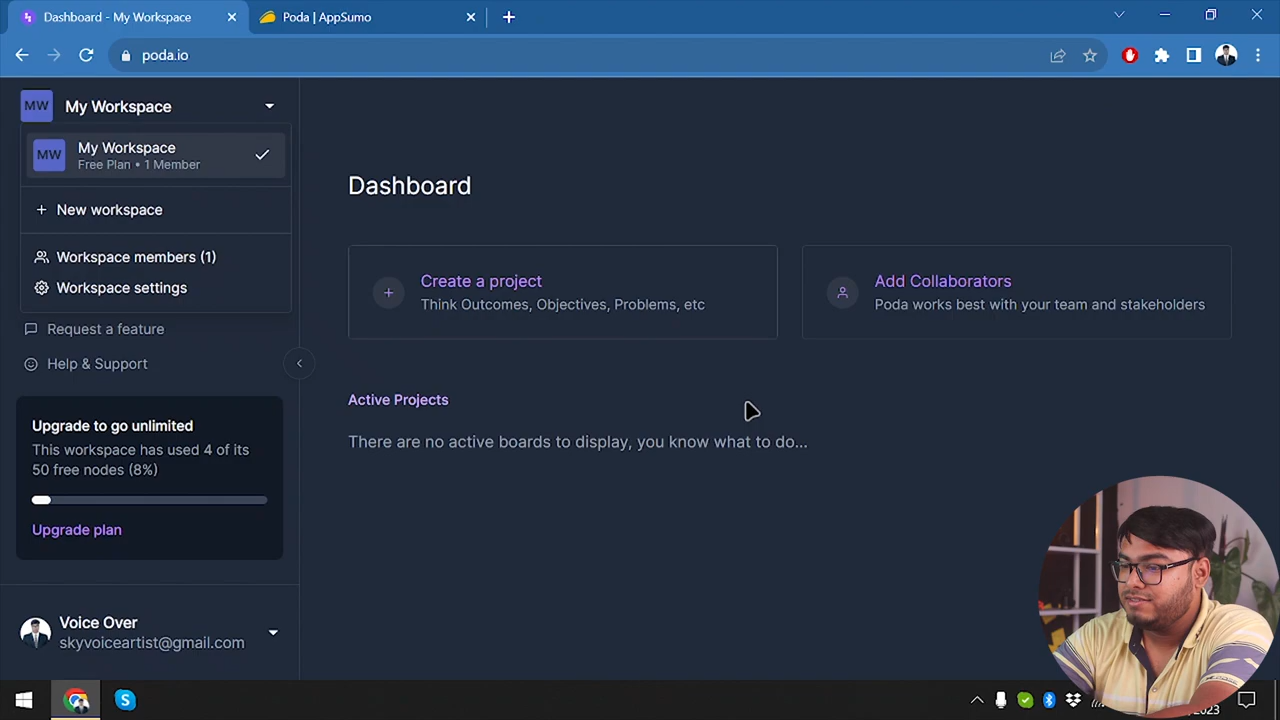 Dashboard - My Workspace
Poda | AppSumo
poda.io
MW My Workspace
MW My Workspace
Free Plan • 1 Member
+ New workspace
Workspace members (1)
Workspace settings
Request a feature
Help & Support
Upgrade to go unlimited
This workspace has used 4 of its
50 free nodes (8%)
Upgrade plan
Voice Over
skyvoiceartist@gmail.com
Dashboard
Create a project
Think Outcomes, Objectives, Problems, etc
Add Collaborators
Poda works best with your team and stakeholders
Active Projects
There are no active boards to display, you know what to do...